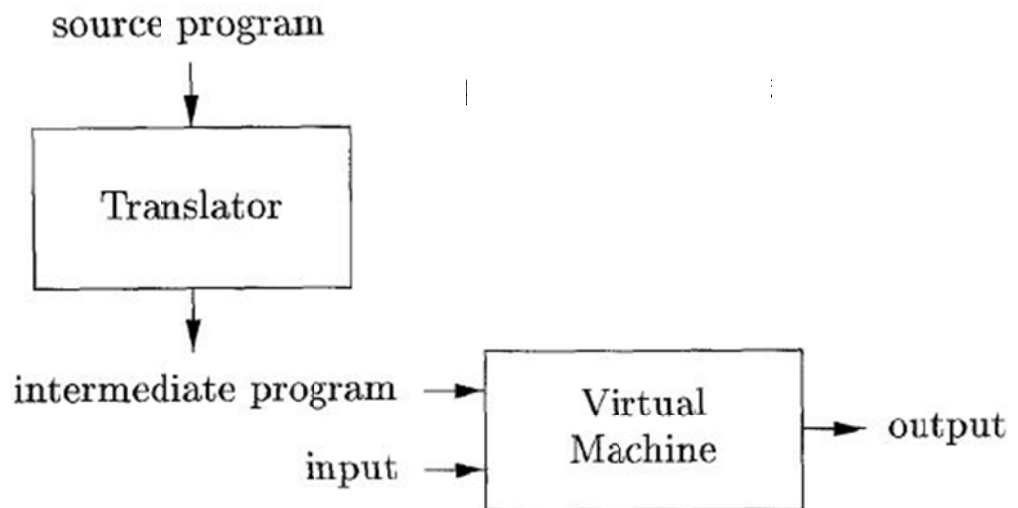 source program
Translator
intermediate program
input
Virtual
Machine
output